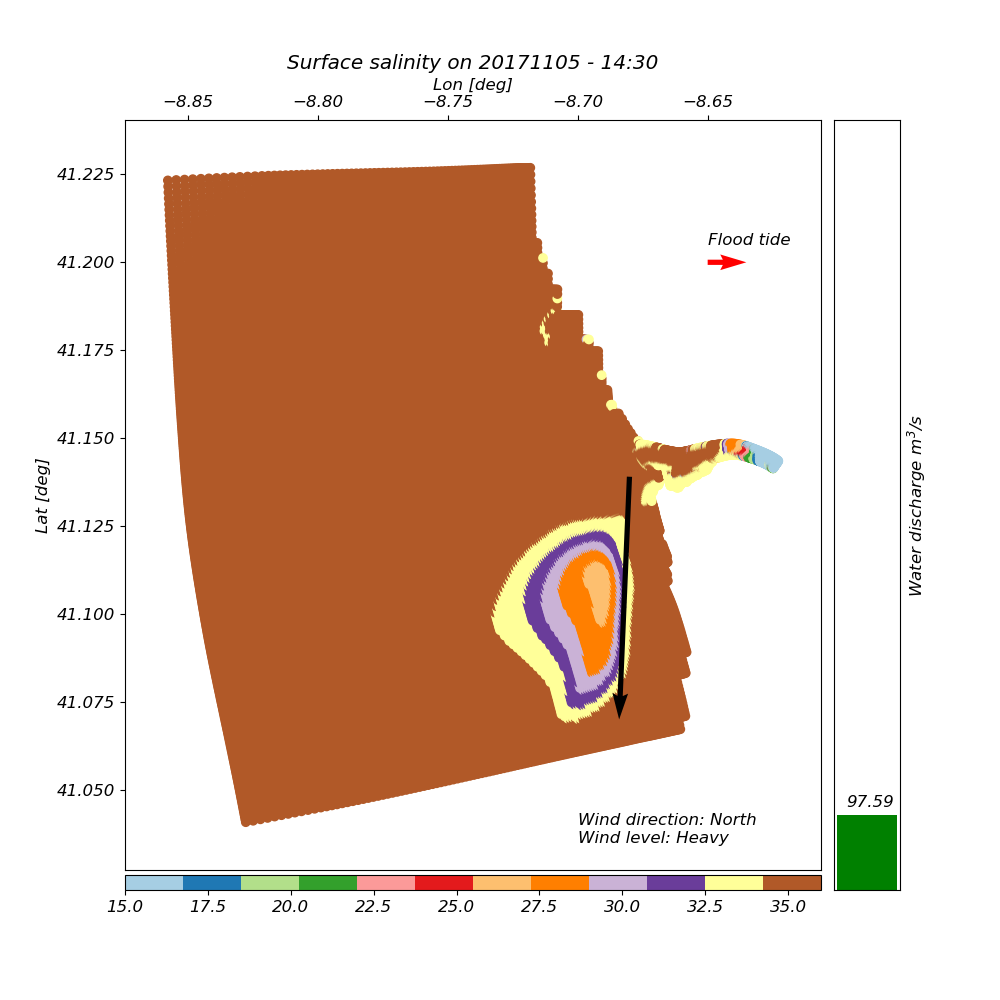 Surface salinity on 20171105 - 14:30
Lon [deg]
−8.85 −8.80 −8.75 −8.70 −8.65
41.225
41.200
41.175
41.150
41.125
41.100
41.075
41.050
Lat [deg]
Flood tide
Wind direction: North
Wind level: Heavy
15.0 17.5 20.0 22.5 25.0 27.5 30.0 32.5 35.0
97.59
Water discharge m³/s